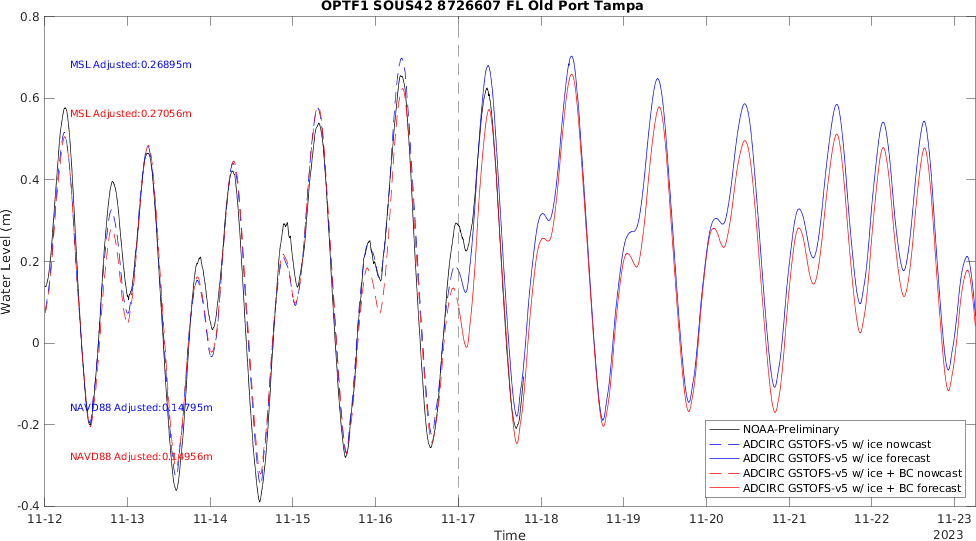 OPTF1 SOUS42 8726607 FL Old Port Tampa
0.8
0.6
0.4
0.2
0
-0.2
-0.4
Water Level (m)
MSL Adjusted:0.26895m
MSL Adjusted:0.27056m
NAVD88 Adjusted:0.14795m
NAVD88 Adjusted:0.14956m
NOAA-Preliminary
ADCIRC GSTOFS-v5 w/ ice nowcast
ADCIRC GSTOFS-v5 w/ ice forecast
ADCIRC GSTOFS-v5 w/ ice + BC nowcast
ADCIRC GSTOFS-v5 w/ ice + BC forecast
11-12 11-13 11-14 11-15 11-16 11-17 11-18 11-19 11-20 11-21 11-22 11-23
2023
Time